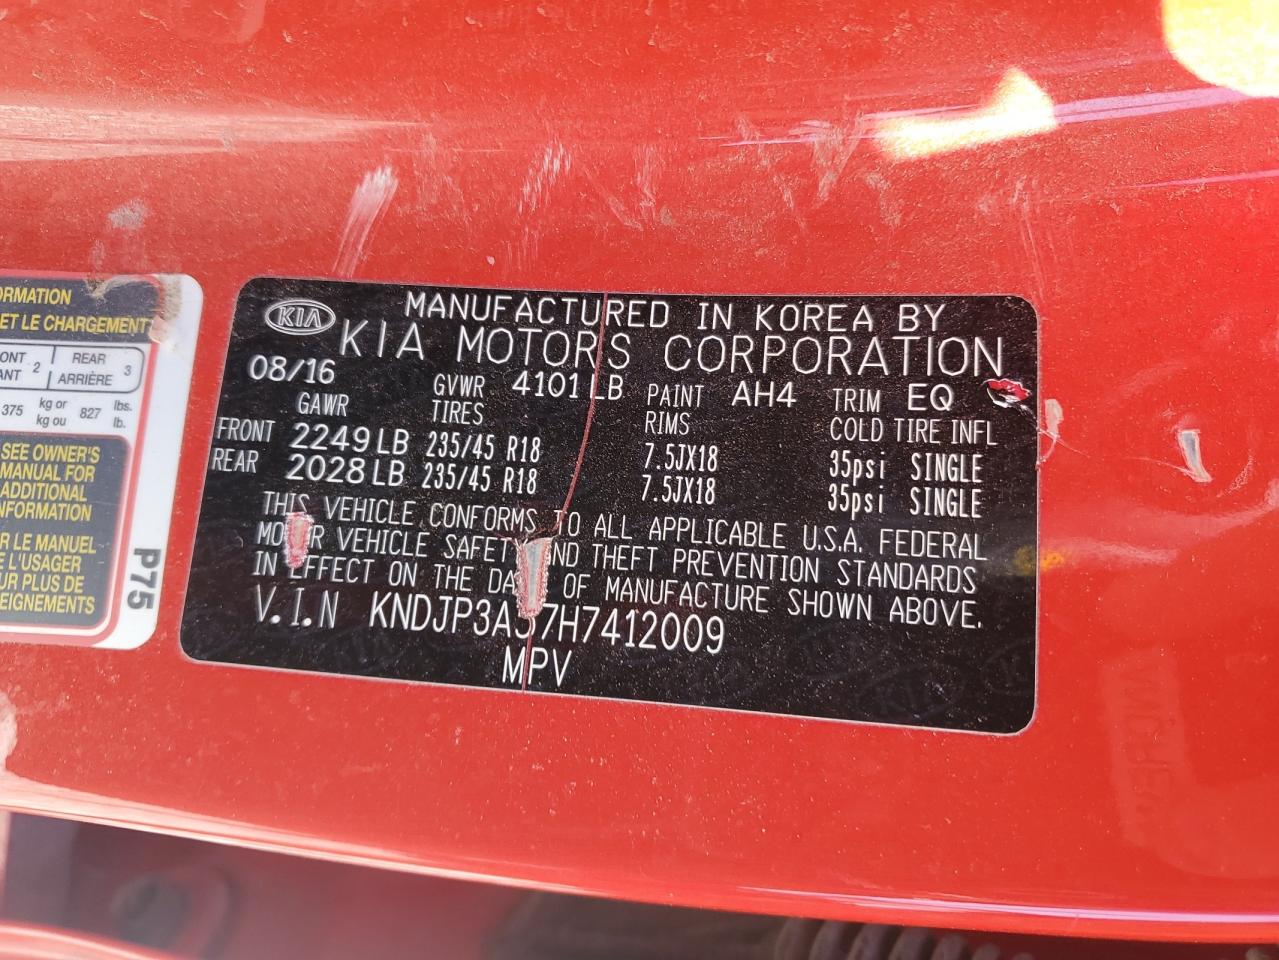 ORMATION
ET LE CHARGEMENT
ONT 2 REAR 3
ANT ARRIÈRE
375 kg or 827 lbs.
kg ou lb.
SEE OWNER'S
MANUAL FOR
ADDITIONAL
INFORMATION
R LE MANUEL
E L'USAGER
UR PLUS DE
EIGNEMENTS
P75
KIA
MANUFACTURED IN KOREA BY
KIA MOTORS CORPORATION
08/16 GVWR 4101 LB PAINT AH4 TRIM EQ
GAWR TIRES RIMS COLD TIRE INFL
FRONT 2249 LB 235/45 R18 7.5JX18 35psi SINGLE
REAR 2028 LB 235/45 R18 7.5JX18 35psi SINGLE
THIS VEHICLE CONFORMS TO ALL APPLICABLE U.S.A. FEDERAL
MOTOR VEHICLE SAFETY AND THEFT PREVENTION STANDARDS
IN EFFECT ON THE DATE OF MANUFACTURE SHOWN ABOVE.
V.I.N KNDJP3A57H7412009
MPV